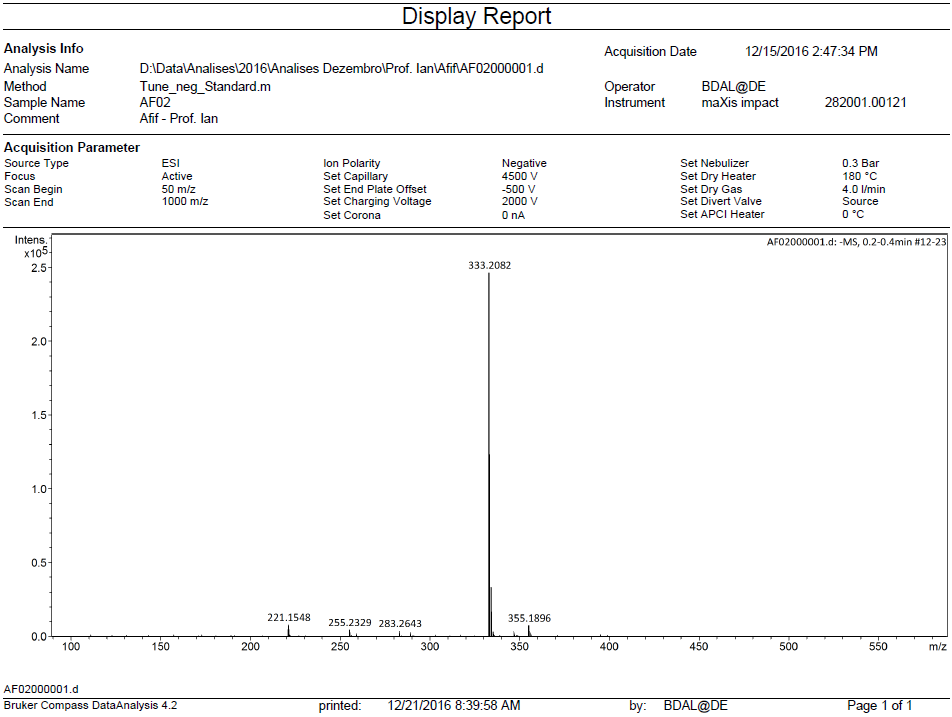 Display Report
Analysis Info
Acquisition Date 12/15/2016 2:47:34 PM
Analysis Name D:\Data\Analises\2016\Analises Dezembro\Prof. Ian\Afif\AF02000001.d
Method Tune_neg_Standard.m Operator BDAL@DE
Sample Name AF02 Instrument maXis impact 282001.00121
Comment Afif - Prof. Ian
Acquisition Parameter
Source Type ESI Ion Polarity Negative Set Nebulizer 0.3 Bar
Focus Active Set Capillary 4500 V Set Dry Heater 180 °C
Scan Begin 50 m/z Set End Plate Offset -500 V Set Dry Gas 4.0 l/min
Scan End 1000 m/z Set Charging Voltage 2000 V Set Divert Valve Source
Set Corona 0 nA Set APCI Heater 0 °C
Intens.
x10⁵
AF02000001.d: -MS, 0.2-0.4min #12-23
2.5
333.2082
2.0
1.5
1.0
0.5
221.1548 255.2329 283.2643 355.1896
0.0
100 150 200 250 300 350 400 450 500 550 m/z
AF02000001.d
Bruker Compass DataAnalysis 4.2 printed: 12/21/2016 8:39:58 AM by: BDAL@DE Page 1 of 1